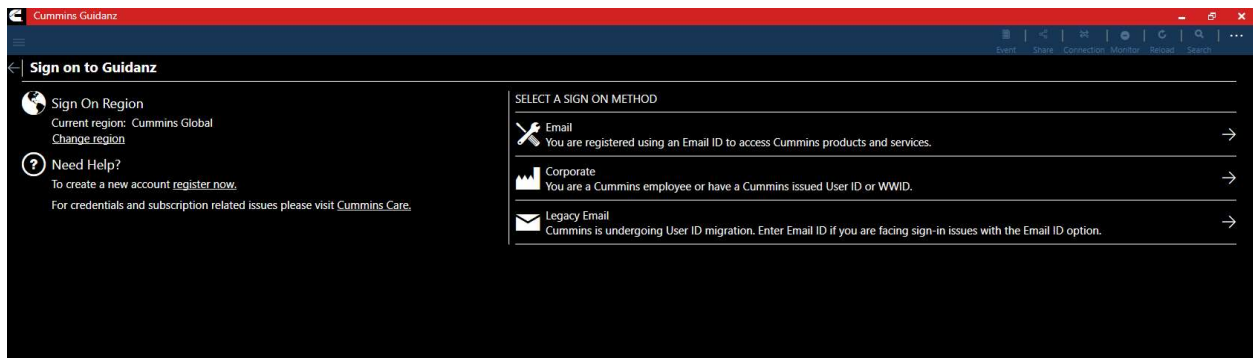 Cummins Guidanz
Event Share Connection Monitor Reload Search
Sign on to Guidanz
Sign On Region
Current region: Cummins Global
Change region
Need Help?
To create a new account register now.
For credentials and subscription related issues please visit Cummins Care.
SELECT A SIGN ON METHOD
Email
You are registered using an Email ID to access Cummins products and services.
Corporate
You are a Cummins employee or have a Cummins issued User ID or WWID.
Legacy Email
Cummins is undergoing User ID migration. Enter Email ID if you are facing sign-in issues with the Email ID option.